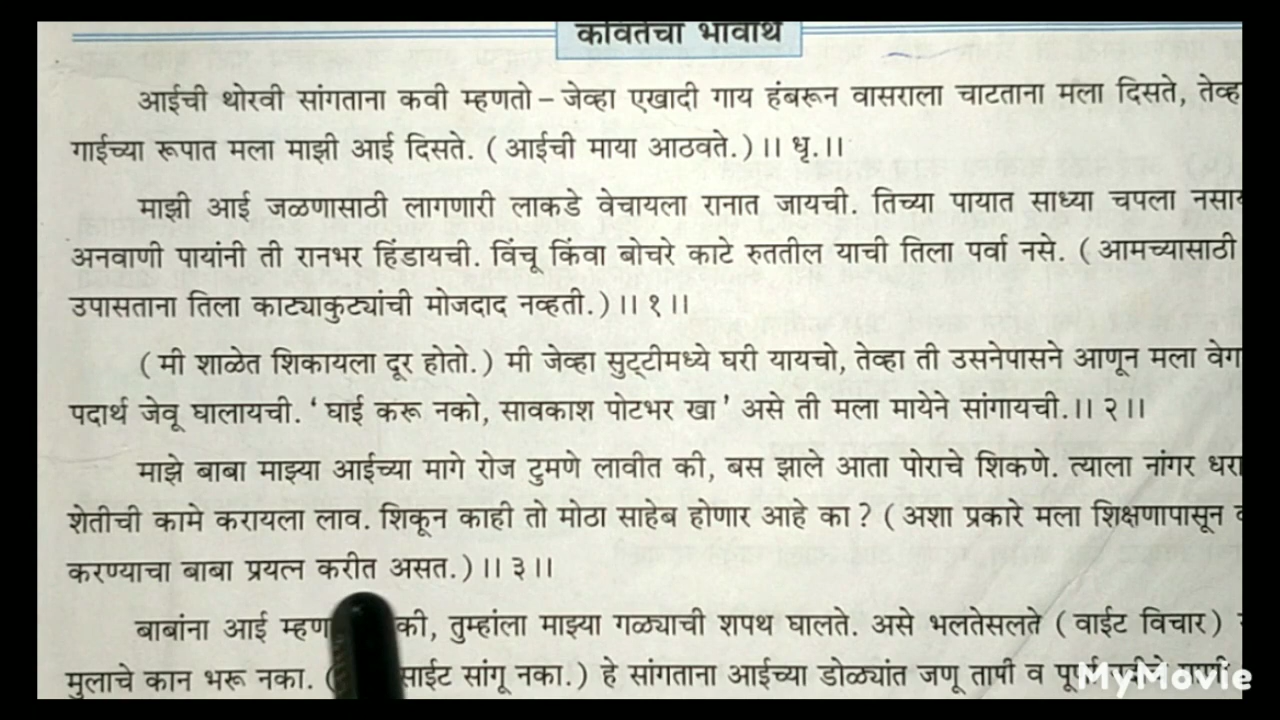 कवितेचा भावार्थ
आईची थोरवी सांगताना कवी म्हणतो – जेव्हा एखादी गाय हंबरून वासराला चाटताना मला दिसते, तेव्ह
गाईच्या रूपात मला माझी आई दिसते. ( आईची माया आठवते.) ।। धृ.।।
माझी आई जळणासाठी लागणारी लाकडे वेचायला रानात जायची. तिच्या पायात साध्या चपला नसाय
अनवाणी पायांनी ती रानभर हिंडायची. विंचू किंवा बोचरे काटे रुततील याची तिला पर्वा नसे. ( आमच्यासाठी
उपासताना तिला काट्याकुट्यांची मोजदाद नव्हती.) ।। १ ।।
( मी शाळेत शिकायला दूर होतो.) मी जेव्हा सुट्टीमध्ये घरी यायचो, तेव्हा ती उसनेपासने आणून मला वेग
पदार्थ जेवू घालायची. ‘ घाई करू नको, सावकाश पोटभर खा ’ असे ती मला मायेने सांगायची.।। २ ।।
माझे बाबा माझ्या आईच्या मागे रोज टुमणे लावीत की, बस झाले आता पोराचे शिकणे. त्याला नांगर धरा
शेतीची कामे करायला लाव. शिकून काही तो मोठा साहेब होणार आहे का ? ( अशा प्रकारे मला शिक्षणापासून
करण्याचा बाबा प्रयत्न करीत असत.) ।। ३ ।।
बाबांना आई म्हण की, तुम्हांला माझ्या गळ्याची शपथ घालते. असे भलतेसलते ( वाईट विचार )
मुलाचे कान भरू नका. ( साईट सांगू नका.) हे सांगताना आईच्या डोळ्यांत जणू तापी व
MyMovie